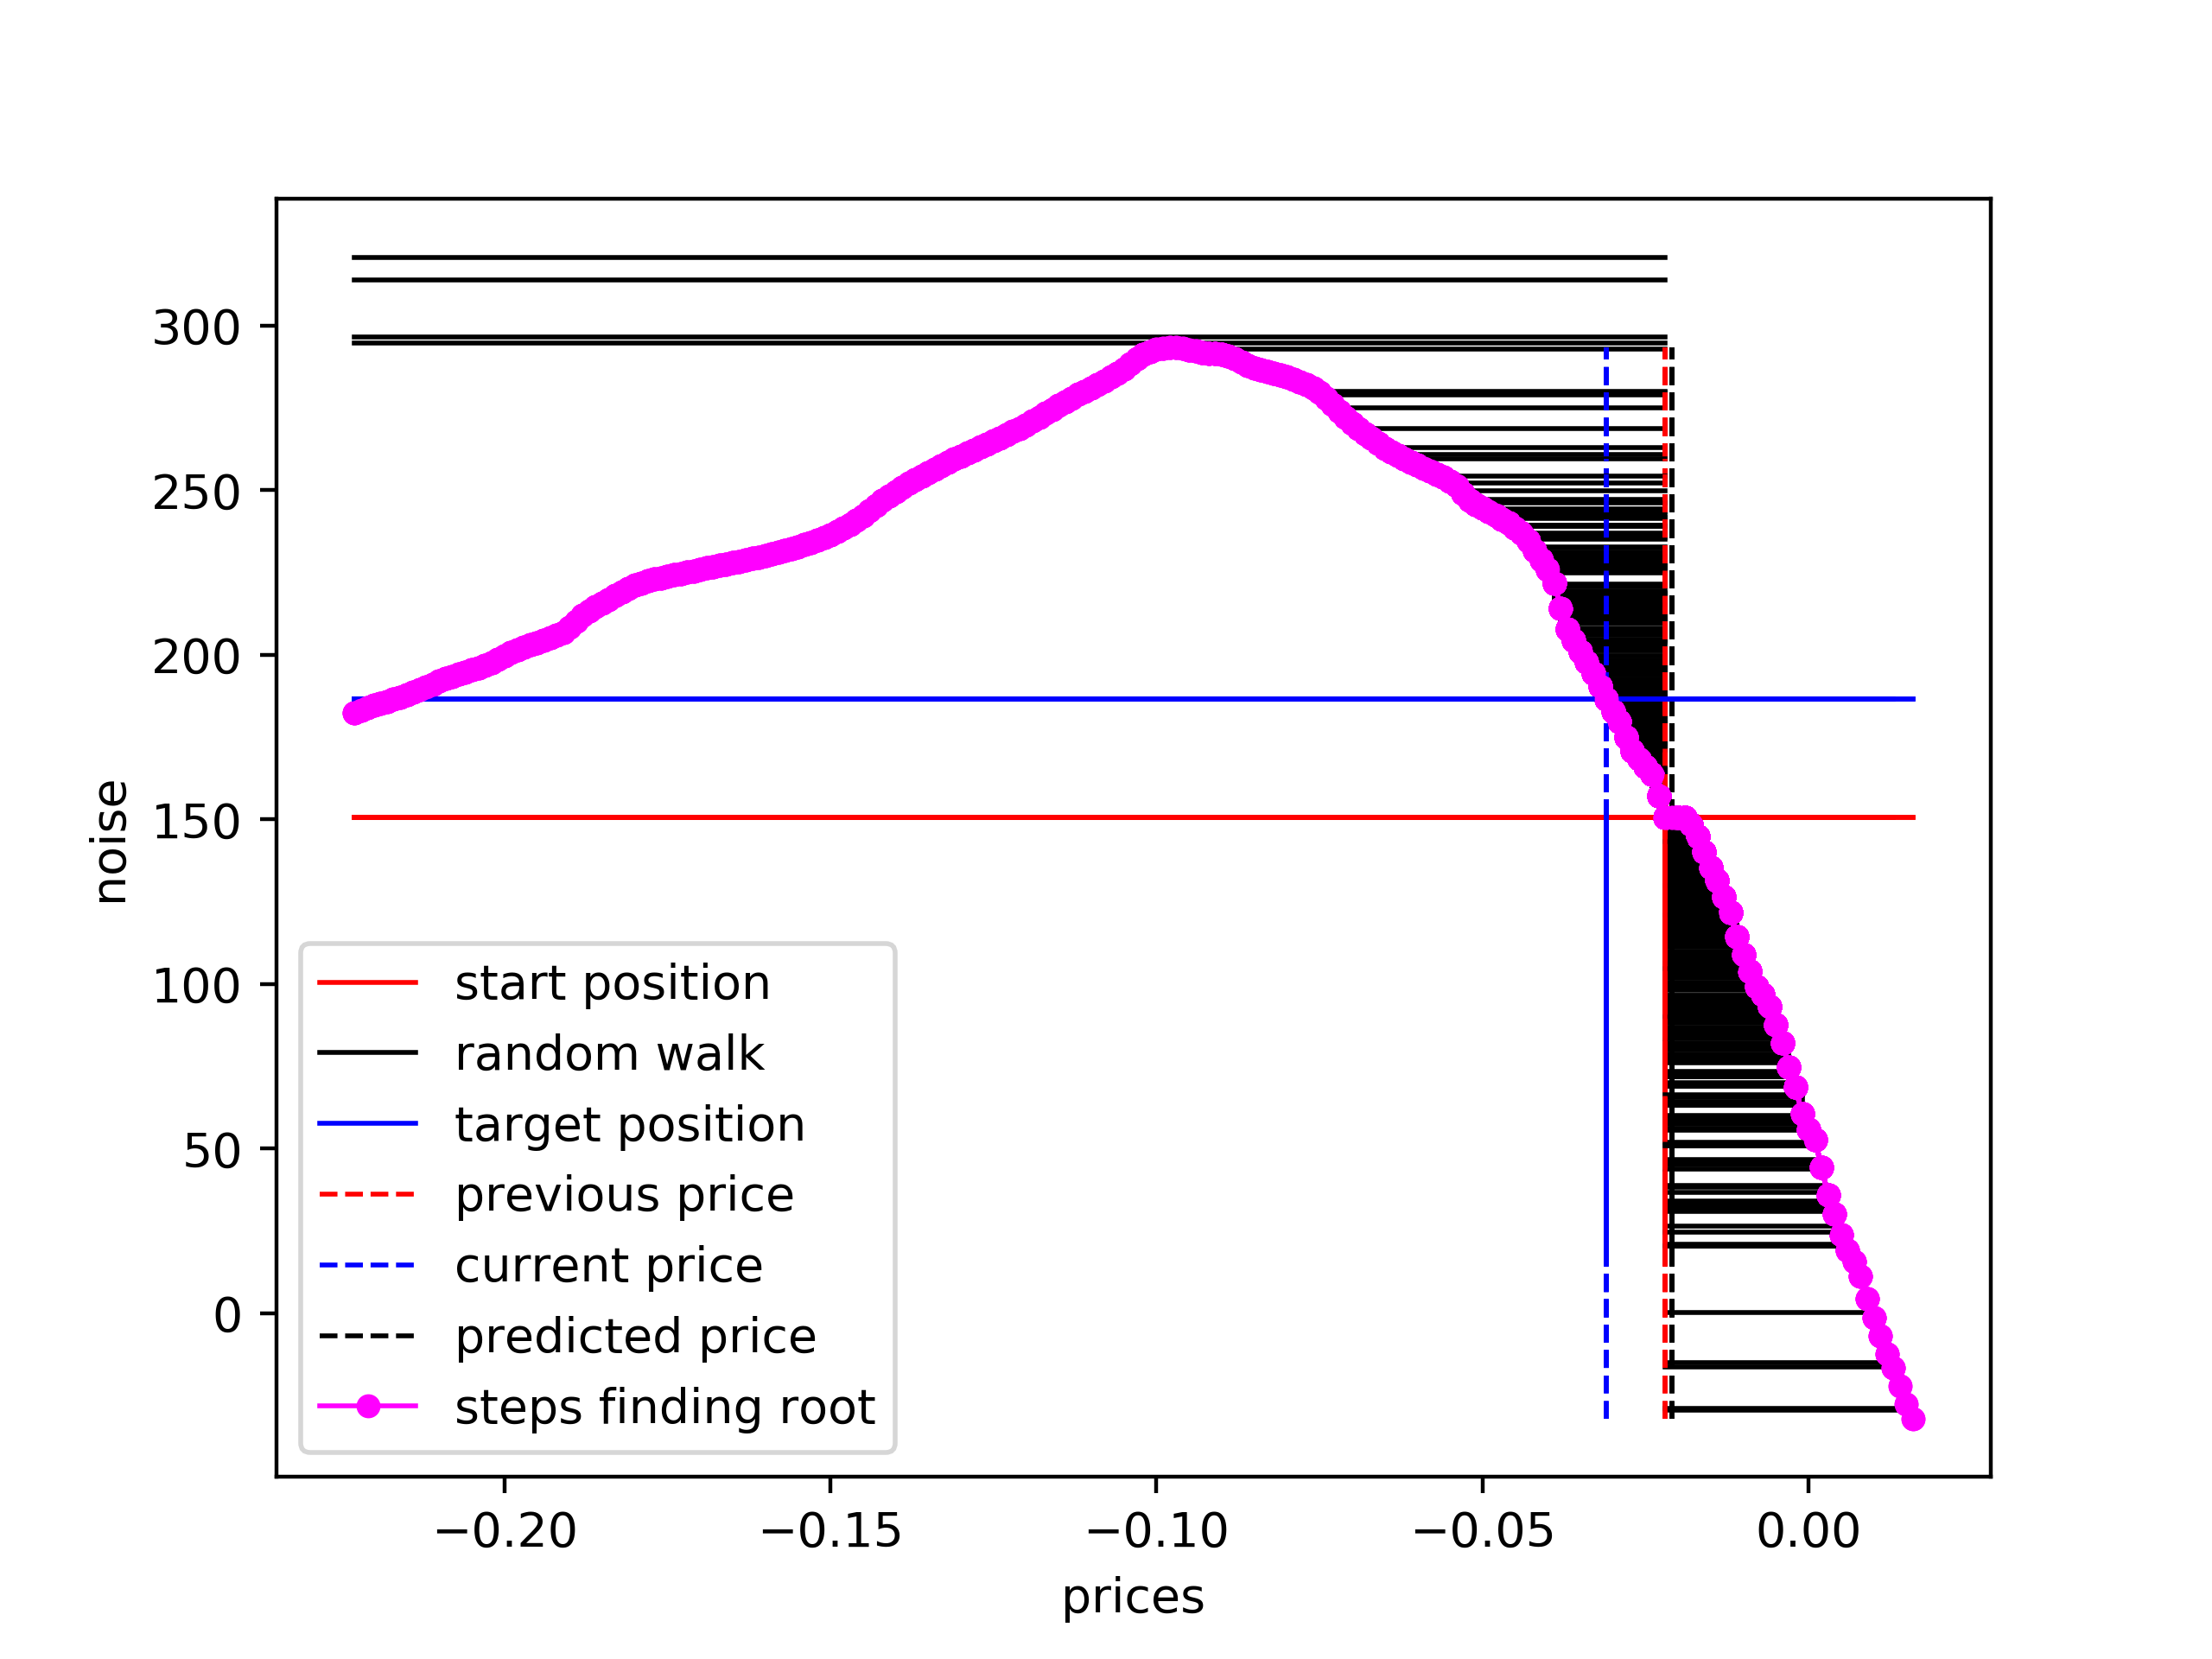 300
250
200
150
100
50
0
noise
start position
random walk
target position
previous price
current price
predicted price
steps finding root
−0.20 −0.15 −0.10 −0.05 0.00
prices